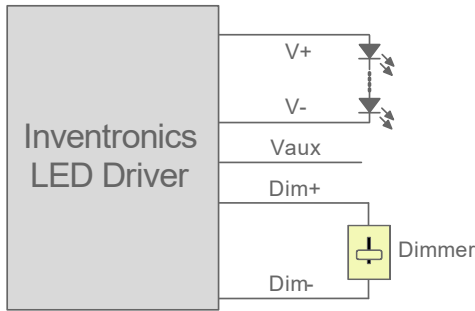 V+
V-
Inventronics
LED Driver
Vaux
Dim+
Dimmer
Dim-